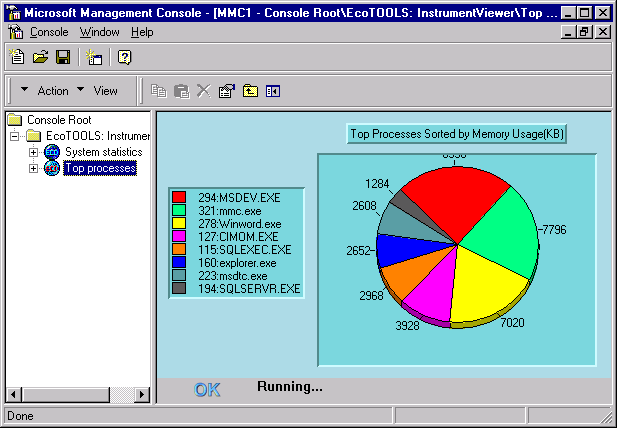 Microsoft Management Console - [MMC1 - Console Root\EcoTOOLS: InstrumentViewer\Top ...
Console Window Help
Action View
Console Root
EcoTOOLS: Instrumer
System statistics
Top processes
Top Processes Sorted by Memory Usage(KB)
294:MSDEV.EXE
321:mmc.exe
278:Winword.exe
127:CIMOM.EXE
115:SQLEXEC.EXE
160:explorer.exe
223:msdtc.exe
194:SQLSERVR.EXE
1284
2608
2652
2968
3928
7020
7796
OK Running...
Done